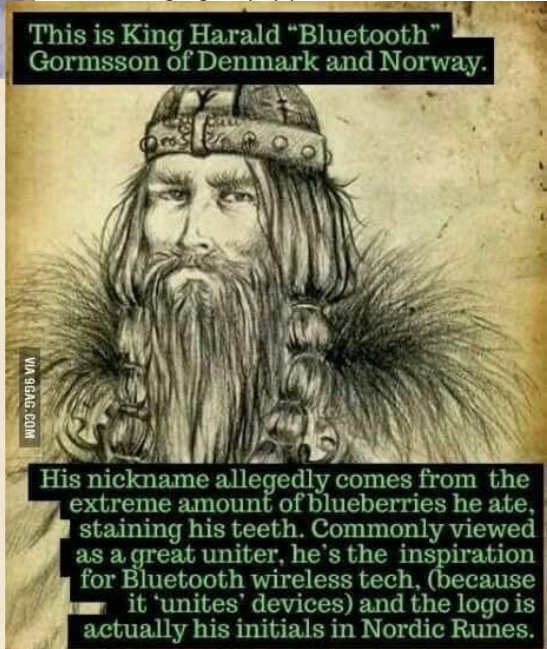 This is King Harald “Bluetooth”
Gormsson of Denmark and Norway.
VIA 9GAG.COM
His nickname allegedly comes from the
extreme amount of blueberries he ate,
staining his teeth. Commonly viewed
as a great uniter, he's the inspiration
for Bluetooth wireless tech, (because
it ‘unites’ devices) and the logo is
actually his initials in Nordic Runes.